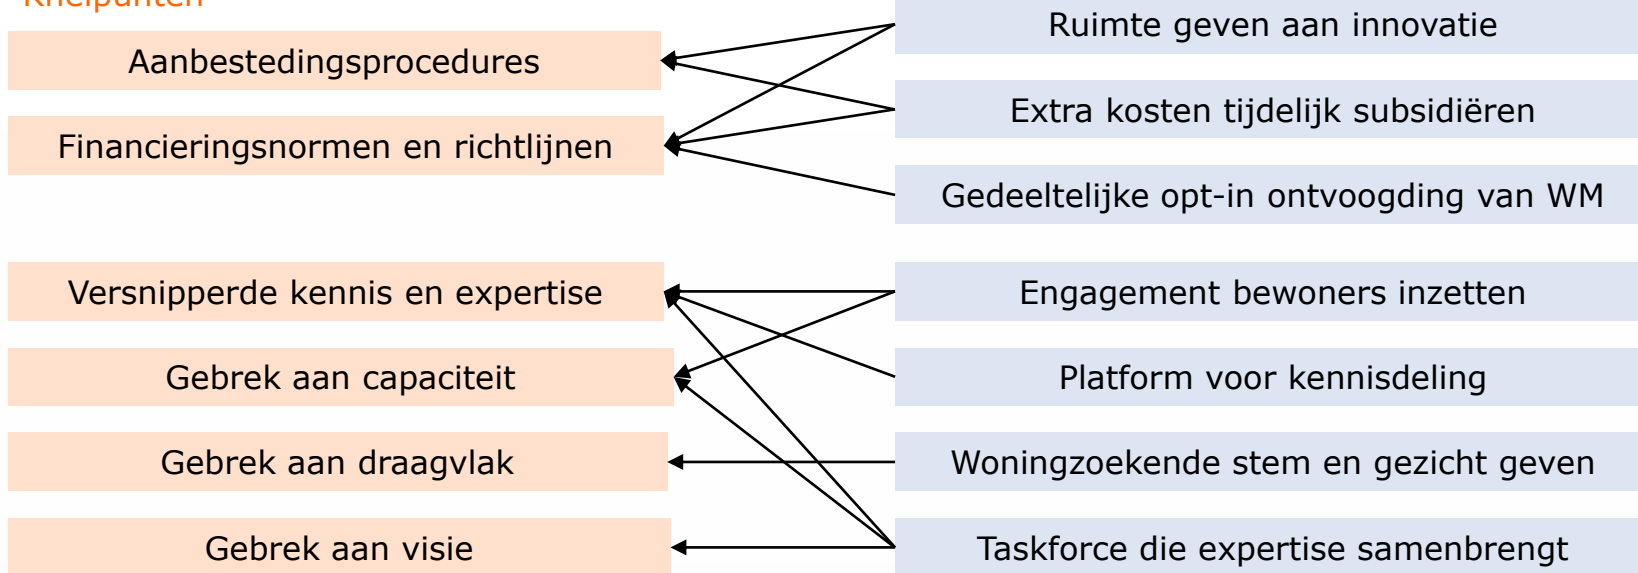 Knelpunten
Aanbestedingsprocedures
Financieringsnormen en richtlijnen
Versnipperde kennis en expertise
Gebrek aan capaciteit
Gebrek aan draagvlak
Gebrek aan visie
Ruimte geven aan innovatie
Extra kosten tijdelijk subsidiëren
Gedeeltelijke opt-in ontvoogding van WM
Engagement bewoners inzetten
Platform voor kennisdeling
Woningzoekende stem en gezicht geven
Taskforce die expertise samenbrengt